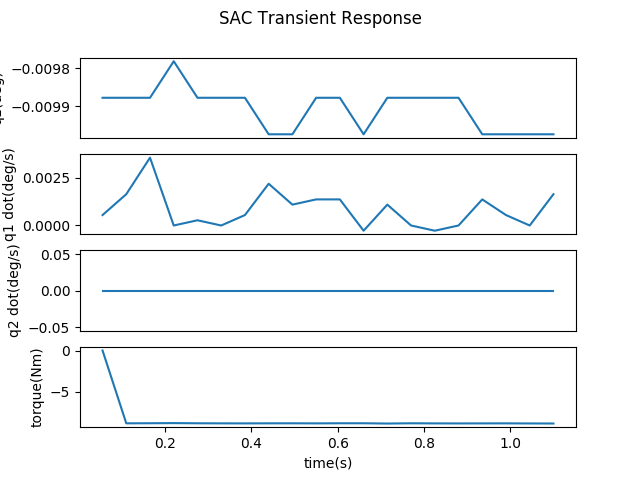 SAC Transient Response
−0.0098
−0.0099
0.0025
0.0000
q1 dot(deg/s)
0.05
0.00
−0.05
q2 dot(deg/s)
0
−5
torque(Nm)
0.2 0.4 0.6 0.8 1.0
time(s)